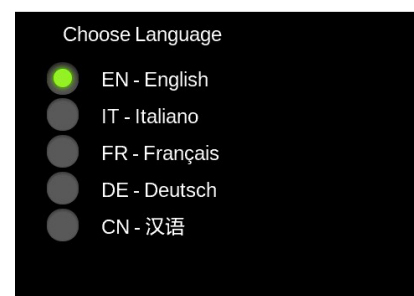 Choose Language
EN - English
IT - Italiano
FR - Français
DE - Deutsch
CN - 汉语